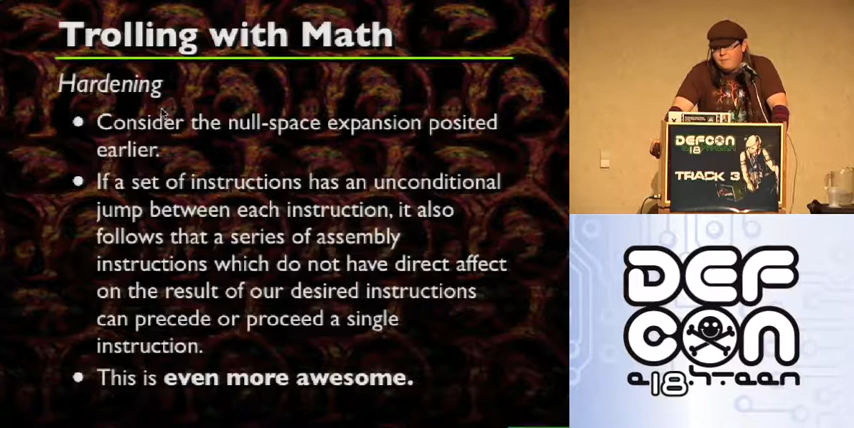 Trolling with Math
Hardening
• Consider the null-space expansion posited
earlier.
• If a set of instructions has an unconditional
jump between each instruction, it also
follows that a series of assembly
instructions which do not have direct affect
on the result of our desired instructions
can precede or proceed a single
instruction.
• This is even more awesome.
DEFCON
18
TRACK 3
DEF
CON
e18h.teen